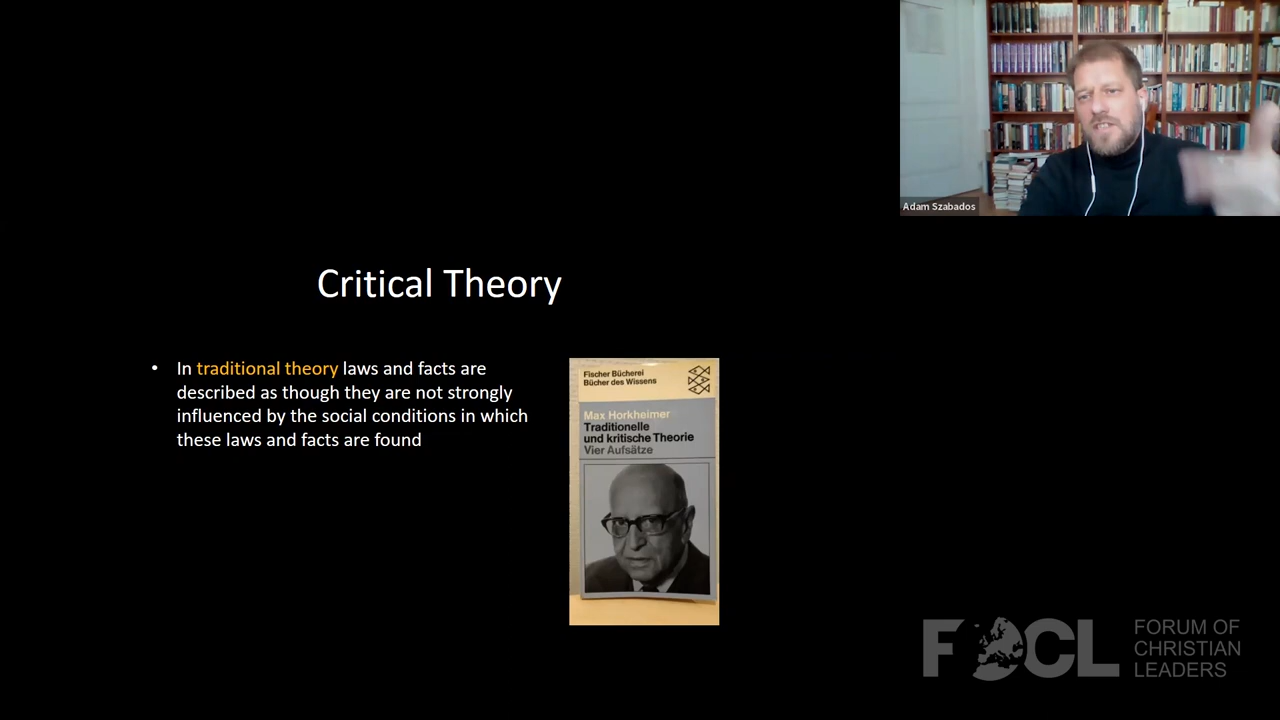 Adam Szabados
Critical Theory
• In traditional theory laws and facts are
described as though they are not strongly
influenced by the social conditions in which
these laws and facts are found
Fischer Bücherei
Bücher des Wissens
Max Horkheimer
Traditionelle
und kritische Theorie
Vier Aufsätze
FOCL
FORUM OF
CHRISTIAN
LEADERS